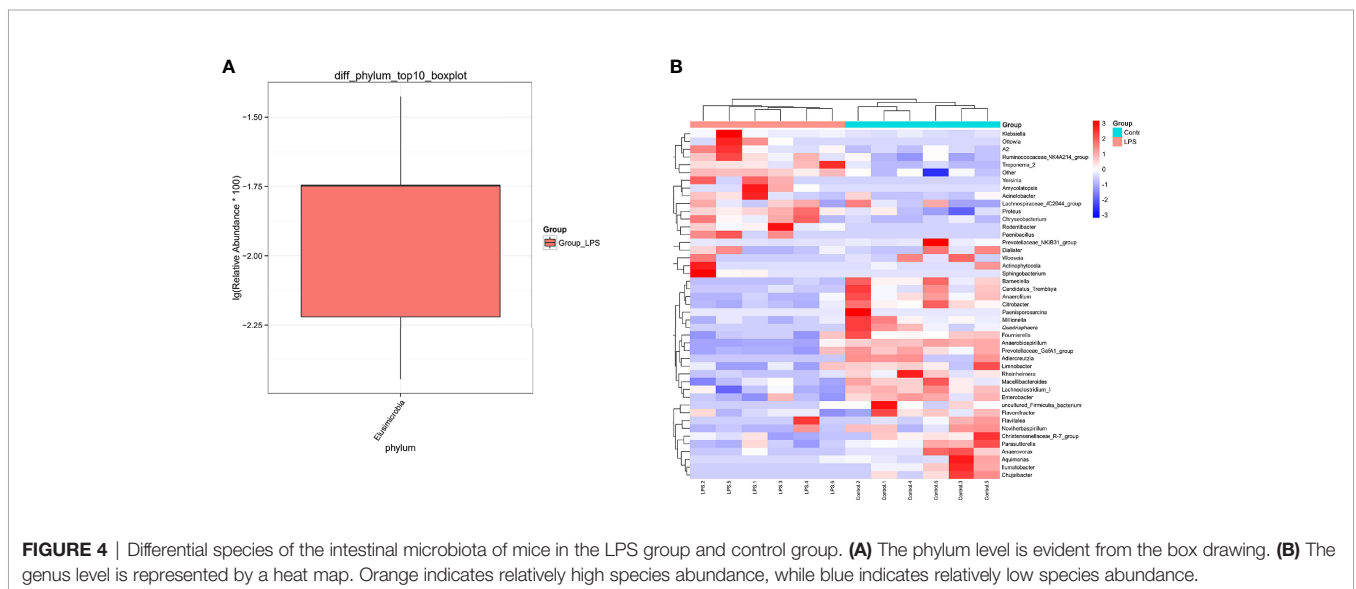 A
diff_phylum_top10_boxplot
lg(Relative Abundance * 100)
−1.50
−1.75
−2.00
−2.25
Elusimicrobia
phylum
Group
Group_LPS
B
Group
Klebsiella
Ottowia
A2
Ruminococcaceae_NK4A214_group
Treponema_2
Other
Yersinia
Amycolatopsis
Acinetobacter
Proteus
Chryseobacterium
Rodentibacter
Paenibacillus
Dialister
Woeseia
Actinophytocola
Sphingobacterium
Candidatus_Tremblaya
Anaerofilum
Citrobacter
Paenisporosarcina
Millionella
Quadrisphaera
Fournierella
Anaerobiospirillum
Prevotellaceae_Ga6A1_group
Adlercreutzia
Limnobacter
Rheinheimera
Macellibacteroides
Enterobacter
uncultured_Firmicutes_bacterium
Flavonifractor
Flavitalea
Noviherbaspirillum
Christensenellaceae_R-7_group
Parasutterella
Anaerovorax
Aquimonas
Ilumatobacter
Chujaibacter
LPS.2
LPS.5
LPS.1
LPS.3
LPS.4
LPS.6
Control.2
Control.1
Control.4
Control.6
Control.3
Control.5
3
2
1
0
-1
-2
-3
Group
Contr
LPS
FIGURE 4 | Differential species of the intestinal microbiota of mice in the LPS group and control group. (A) The phylum level is evident from the box drawing. (B) The
genus level is represented by a heat map. Orange indicates relatively high species abundance, while blue indicates relatively low species abundance.